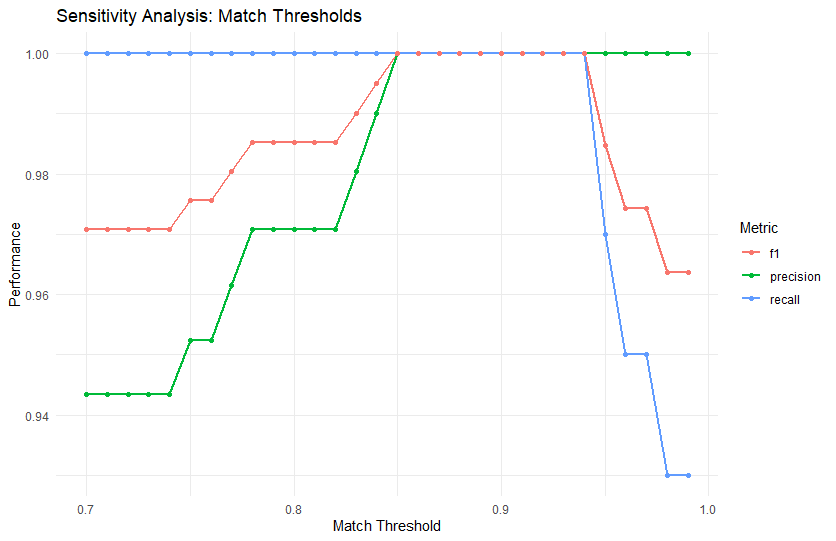 Sensitivity Analysis: Match Thresholds
1.00
0.98
0.96
0.94
Performance
0.7
0.8
0.9
1.0
Match Threshold
Metric
f1
precision
recall